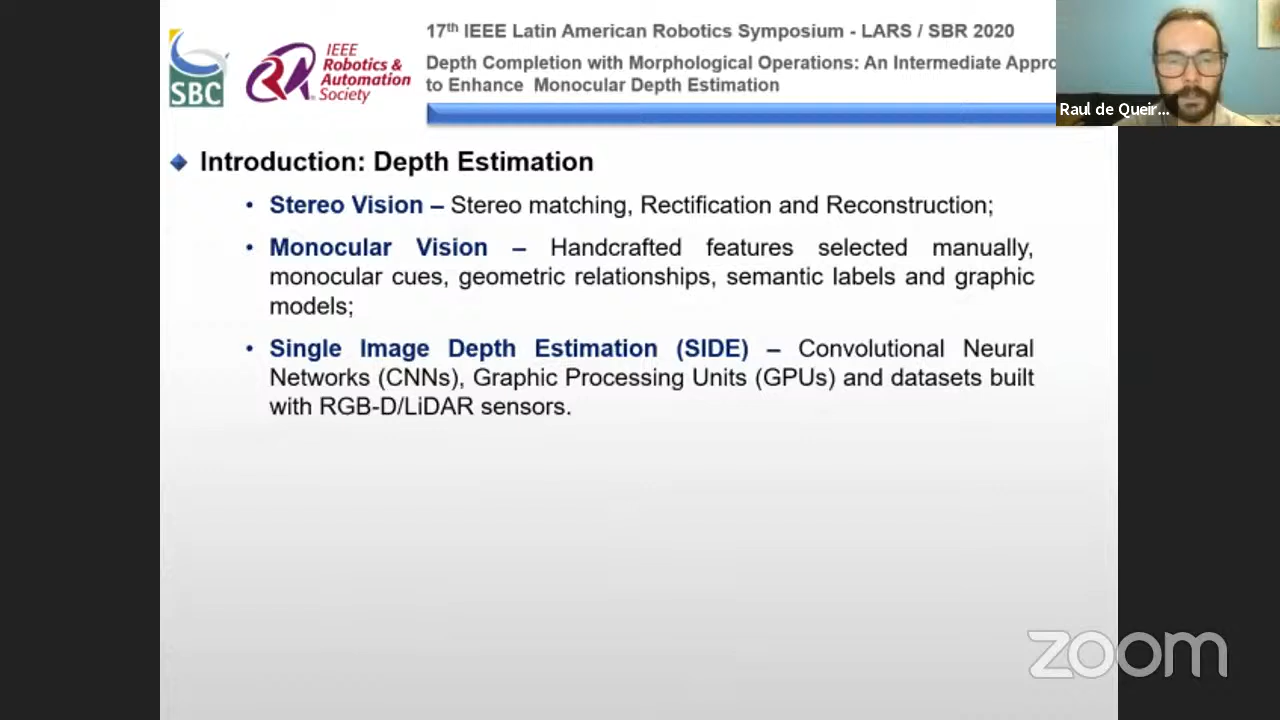 17th IEEE Latin American Robotics Symposium - LARS / SBR 2020
Depth Completion with Morphological Operations: An Intermediate Appro
to Enhance Monocular Depth Estimation
SBC
IEEE
Robotics &
Automation
Society
Raul de Queir...
Introduction: Depth Estimation
• Stereo Vision – Stereo matching, Rectification and Reconstruction;
• Monocular Vision – Handcrafted features selected manually,
monocular cues, geometric relationships, semantic labels and graphic
models;
• Single Image Depth Estimation (SIDE) – Convolutional Neural
Networks (CNNs), Graphic Processing Units (GPUs) and datasets built
with RGB-D/LiDAR sensors.
zoom